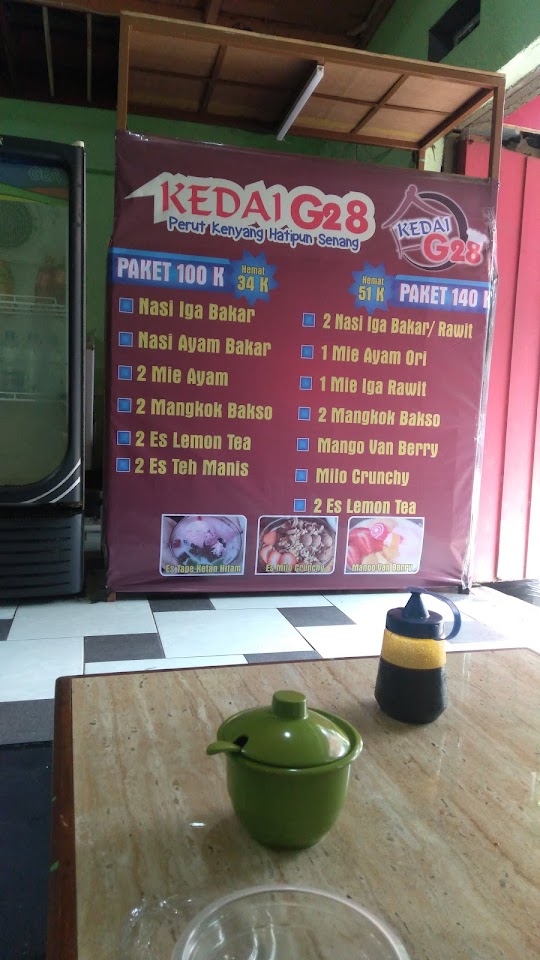 KEDAI G28
Perut Kenyang Hatipun Senang
KEDAI
G28
PAKET 100 K
Hemat
34 K
Nasi Iga Bakar
Nasi Ayam Bakar
2 Mie Ayam
2 Mangkok Bakso
2 Es Lemon Tea
2 Es Teh Manis
Hemat
51 K
PAKET 140 K
2 Nasi Iga Bakar/ Rawit
1 Mie Ayam Ori
1 Mie Iga Rawit
2 Mangkok Bakso
Mango Van Berry
Milo Crunchy
2 Es Lemon Tea
Es Tape Ketan Hitam
Es Milo Crunchy
Mango Van Berry